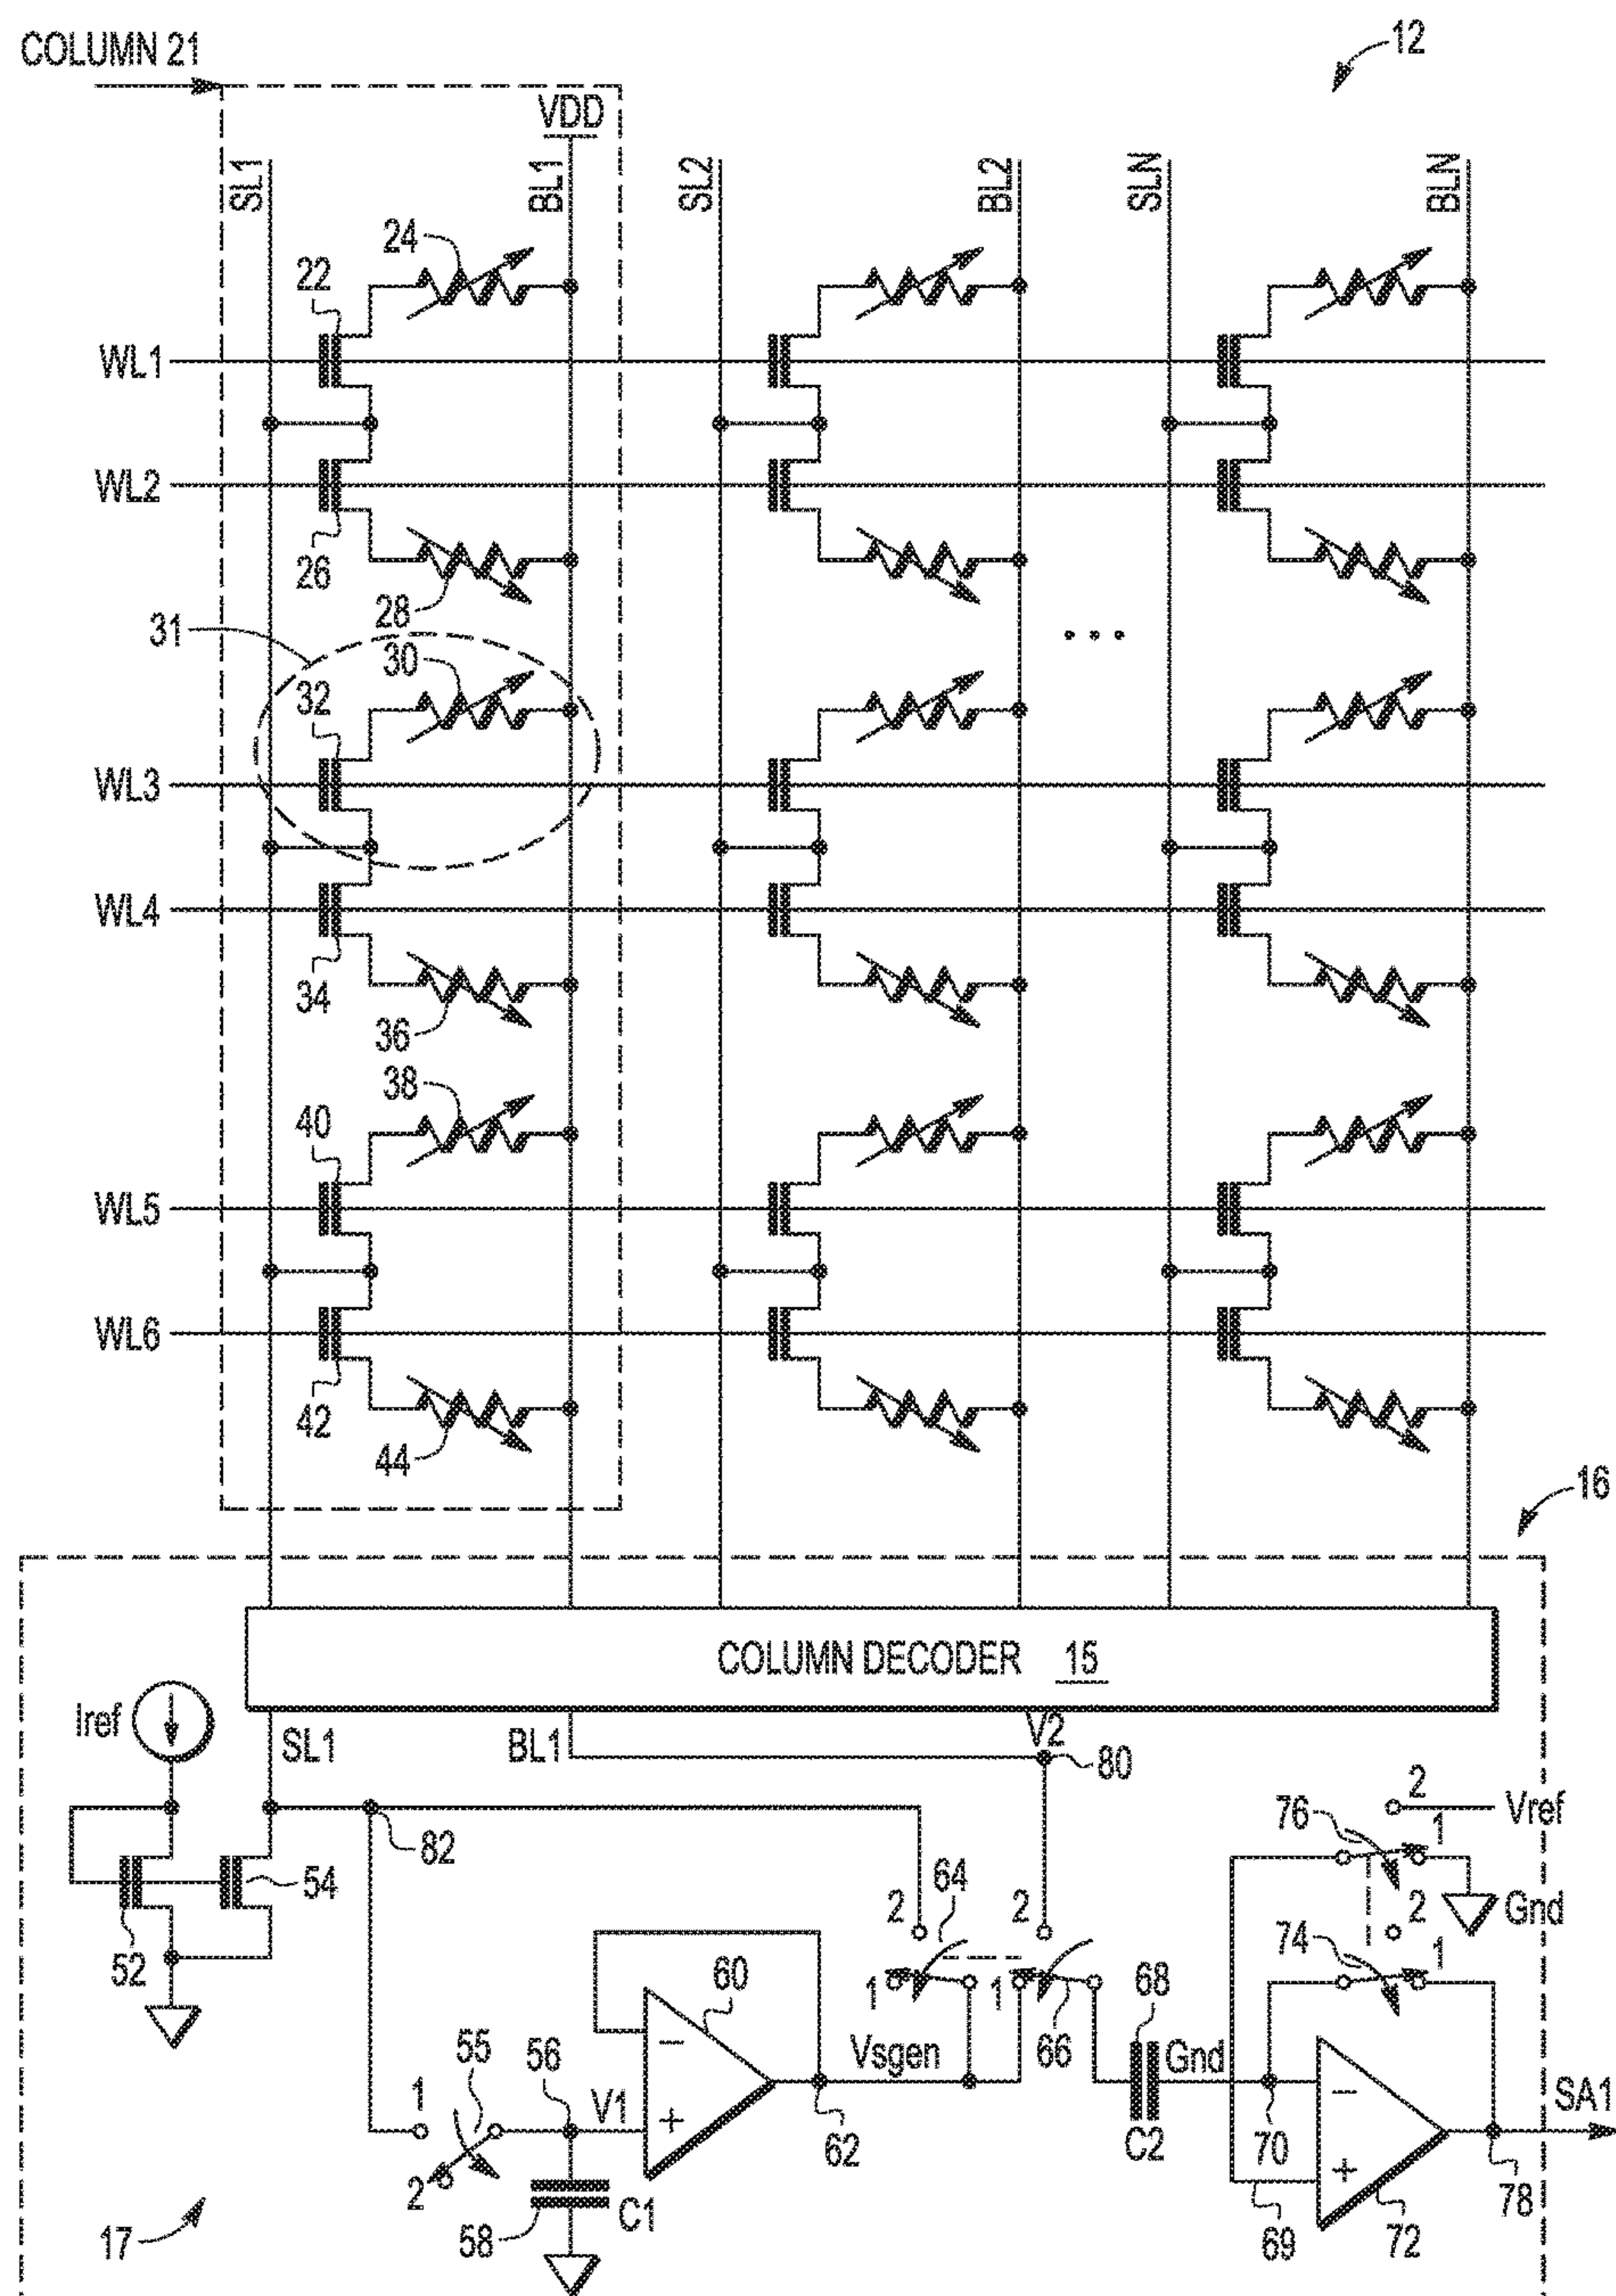 COLUMN 21
12
VDD
SL1
BL1
SL2
BL2
SLN
BLN
24
22
WL1
WL2
26
28
31
30
32
. . .
WL3
WL4
34
36
38
40
WL5
WL6
42
44
16
COLUMN DECODER 15
Iref
SL1
BL1
V2
80
2
Vref
76
1
82
54
64
2
2
2
Gnd
52
74
1
60
1
1
68
55
56
Vsgen
66
Gnd
1
V1
SA1
62
C2
70
2
58
C1
17
69
72
78